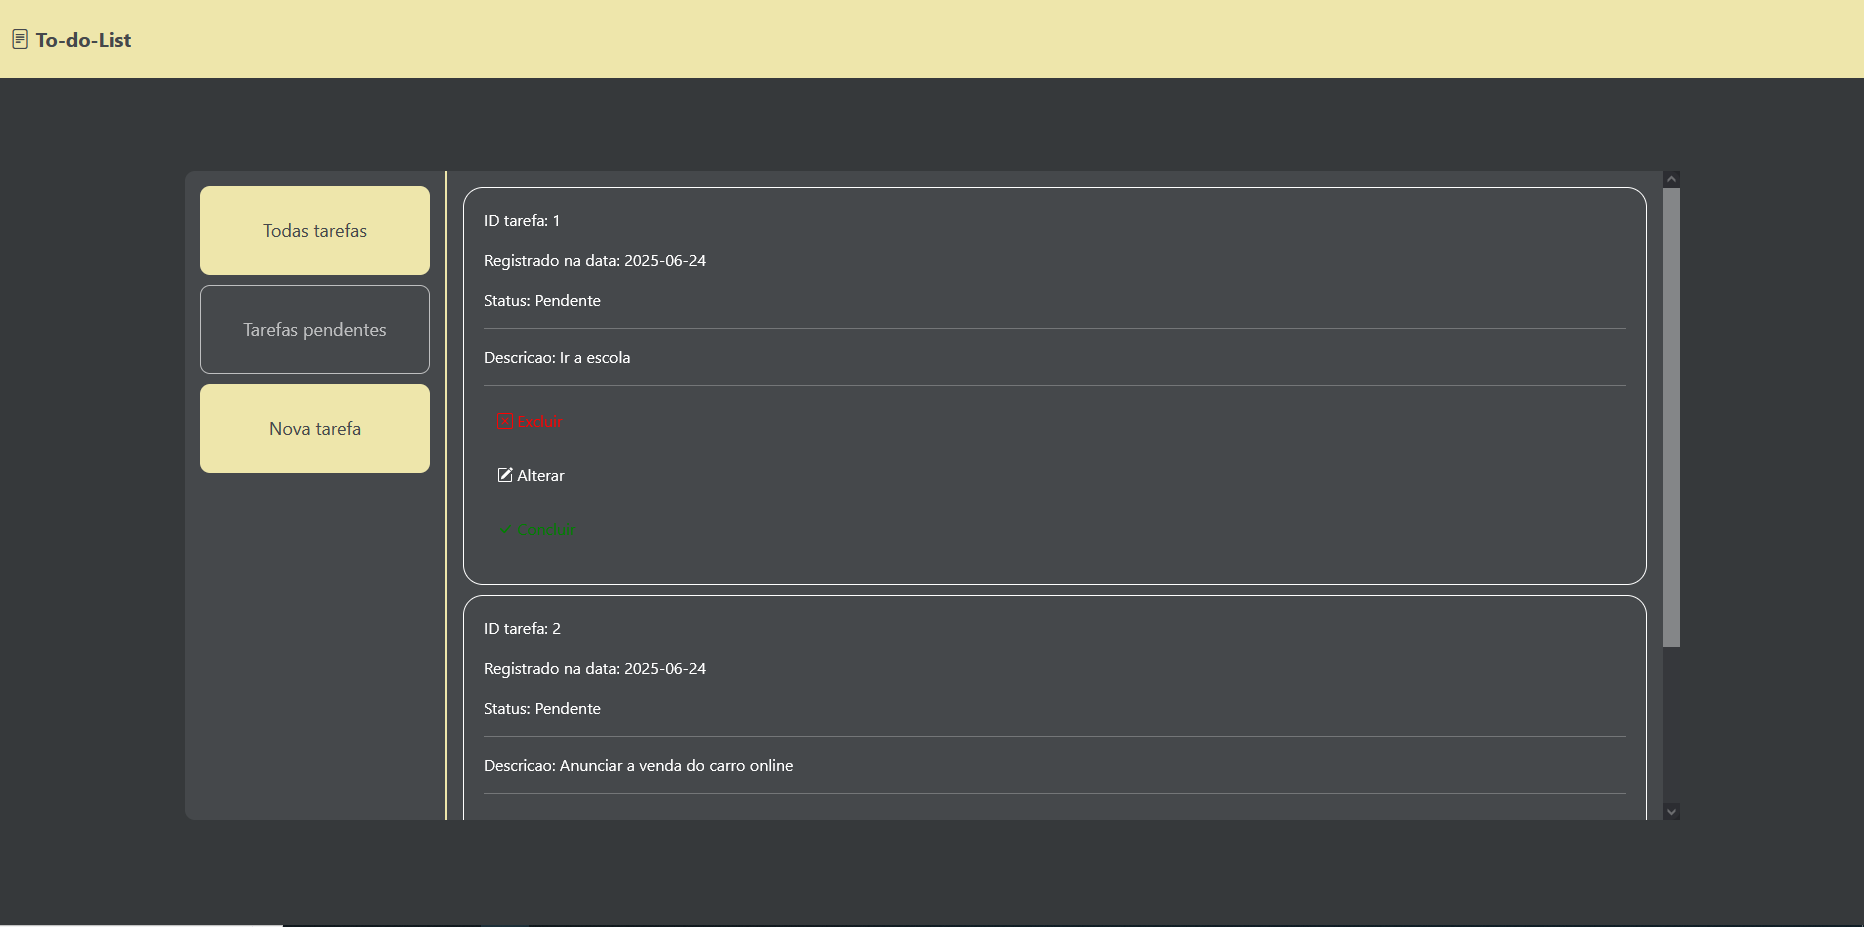 To-do-List
Todas tarefas
Tarefas pendentes
Nova tarefa
ID tarefa: 1
Registrado na data: 2025-06-24
Status: Pendente
Descricao: Ir a escola
Excluir
Alterar
Concluir
ID tarefa: 2
Registrado na data: 2025-06-24
Status: Pendente
Descricao: Anunciar a venda do carro online